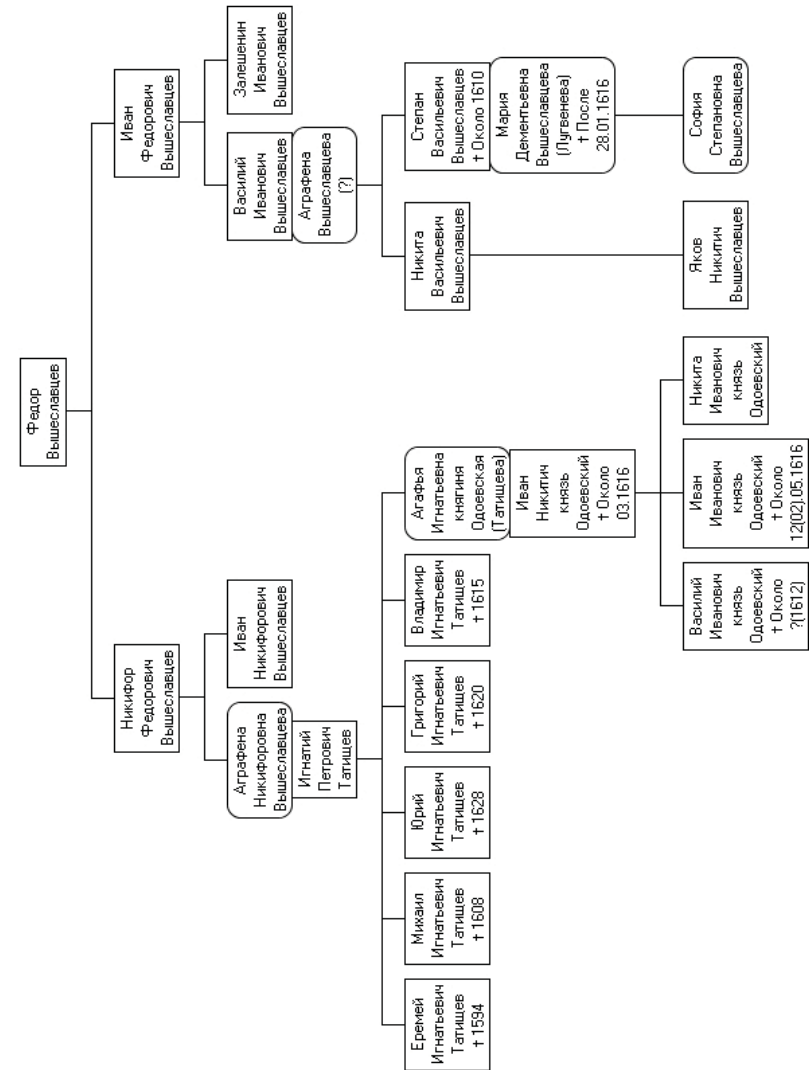 Федор
Вышеславцев
Никифор
Федорович
Вышеславцев
Иван
Федорович
Вышеславцев
Аграфена
Никифоровна
Вышеславцева
Игнатий
Петрович
Татищев
Иван
Никифорович
Вышеславцев
Василий
Иванович
Вышеславцев
Аграфена
Вышеславцева
(?)
Залешенин
Иванович
Вышеславцев
Еремей
Игнатьевич
Татищев
† 1594
Михаил
Игнатьевич
Татищев
† 1608
Юрий
Игнатьевич
Татищев
† 1628
Григорий
Игнатьевич
Татищев
† 1620
Владимир
Игнатьевич
Татищев
† 1615
Агафья
Игнатьевна
княгиня
Одоевская
(Татищева)
Иван
Никитич
князь
Одоевский
† Около
03.1616
Никита
Васильевич
Вышеславцев
Степан
Васильевич
Вышеславцев
† Около 1610
Мария
Дементьевна
Вышеславцева
(Лугвенева)
† После
28.01.1616
Василий
Иванович
князь
Одоевский
† Около
?(1612)
Иван
Иванович
князь
Одоевский
† Около
12(02).05.1616
Никита
Иванович
князь
Одоевский
Яков
Никитич
Вышеславцев
София
Степановна
Вышеславцева